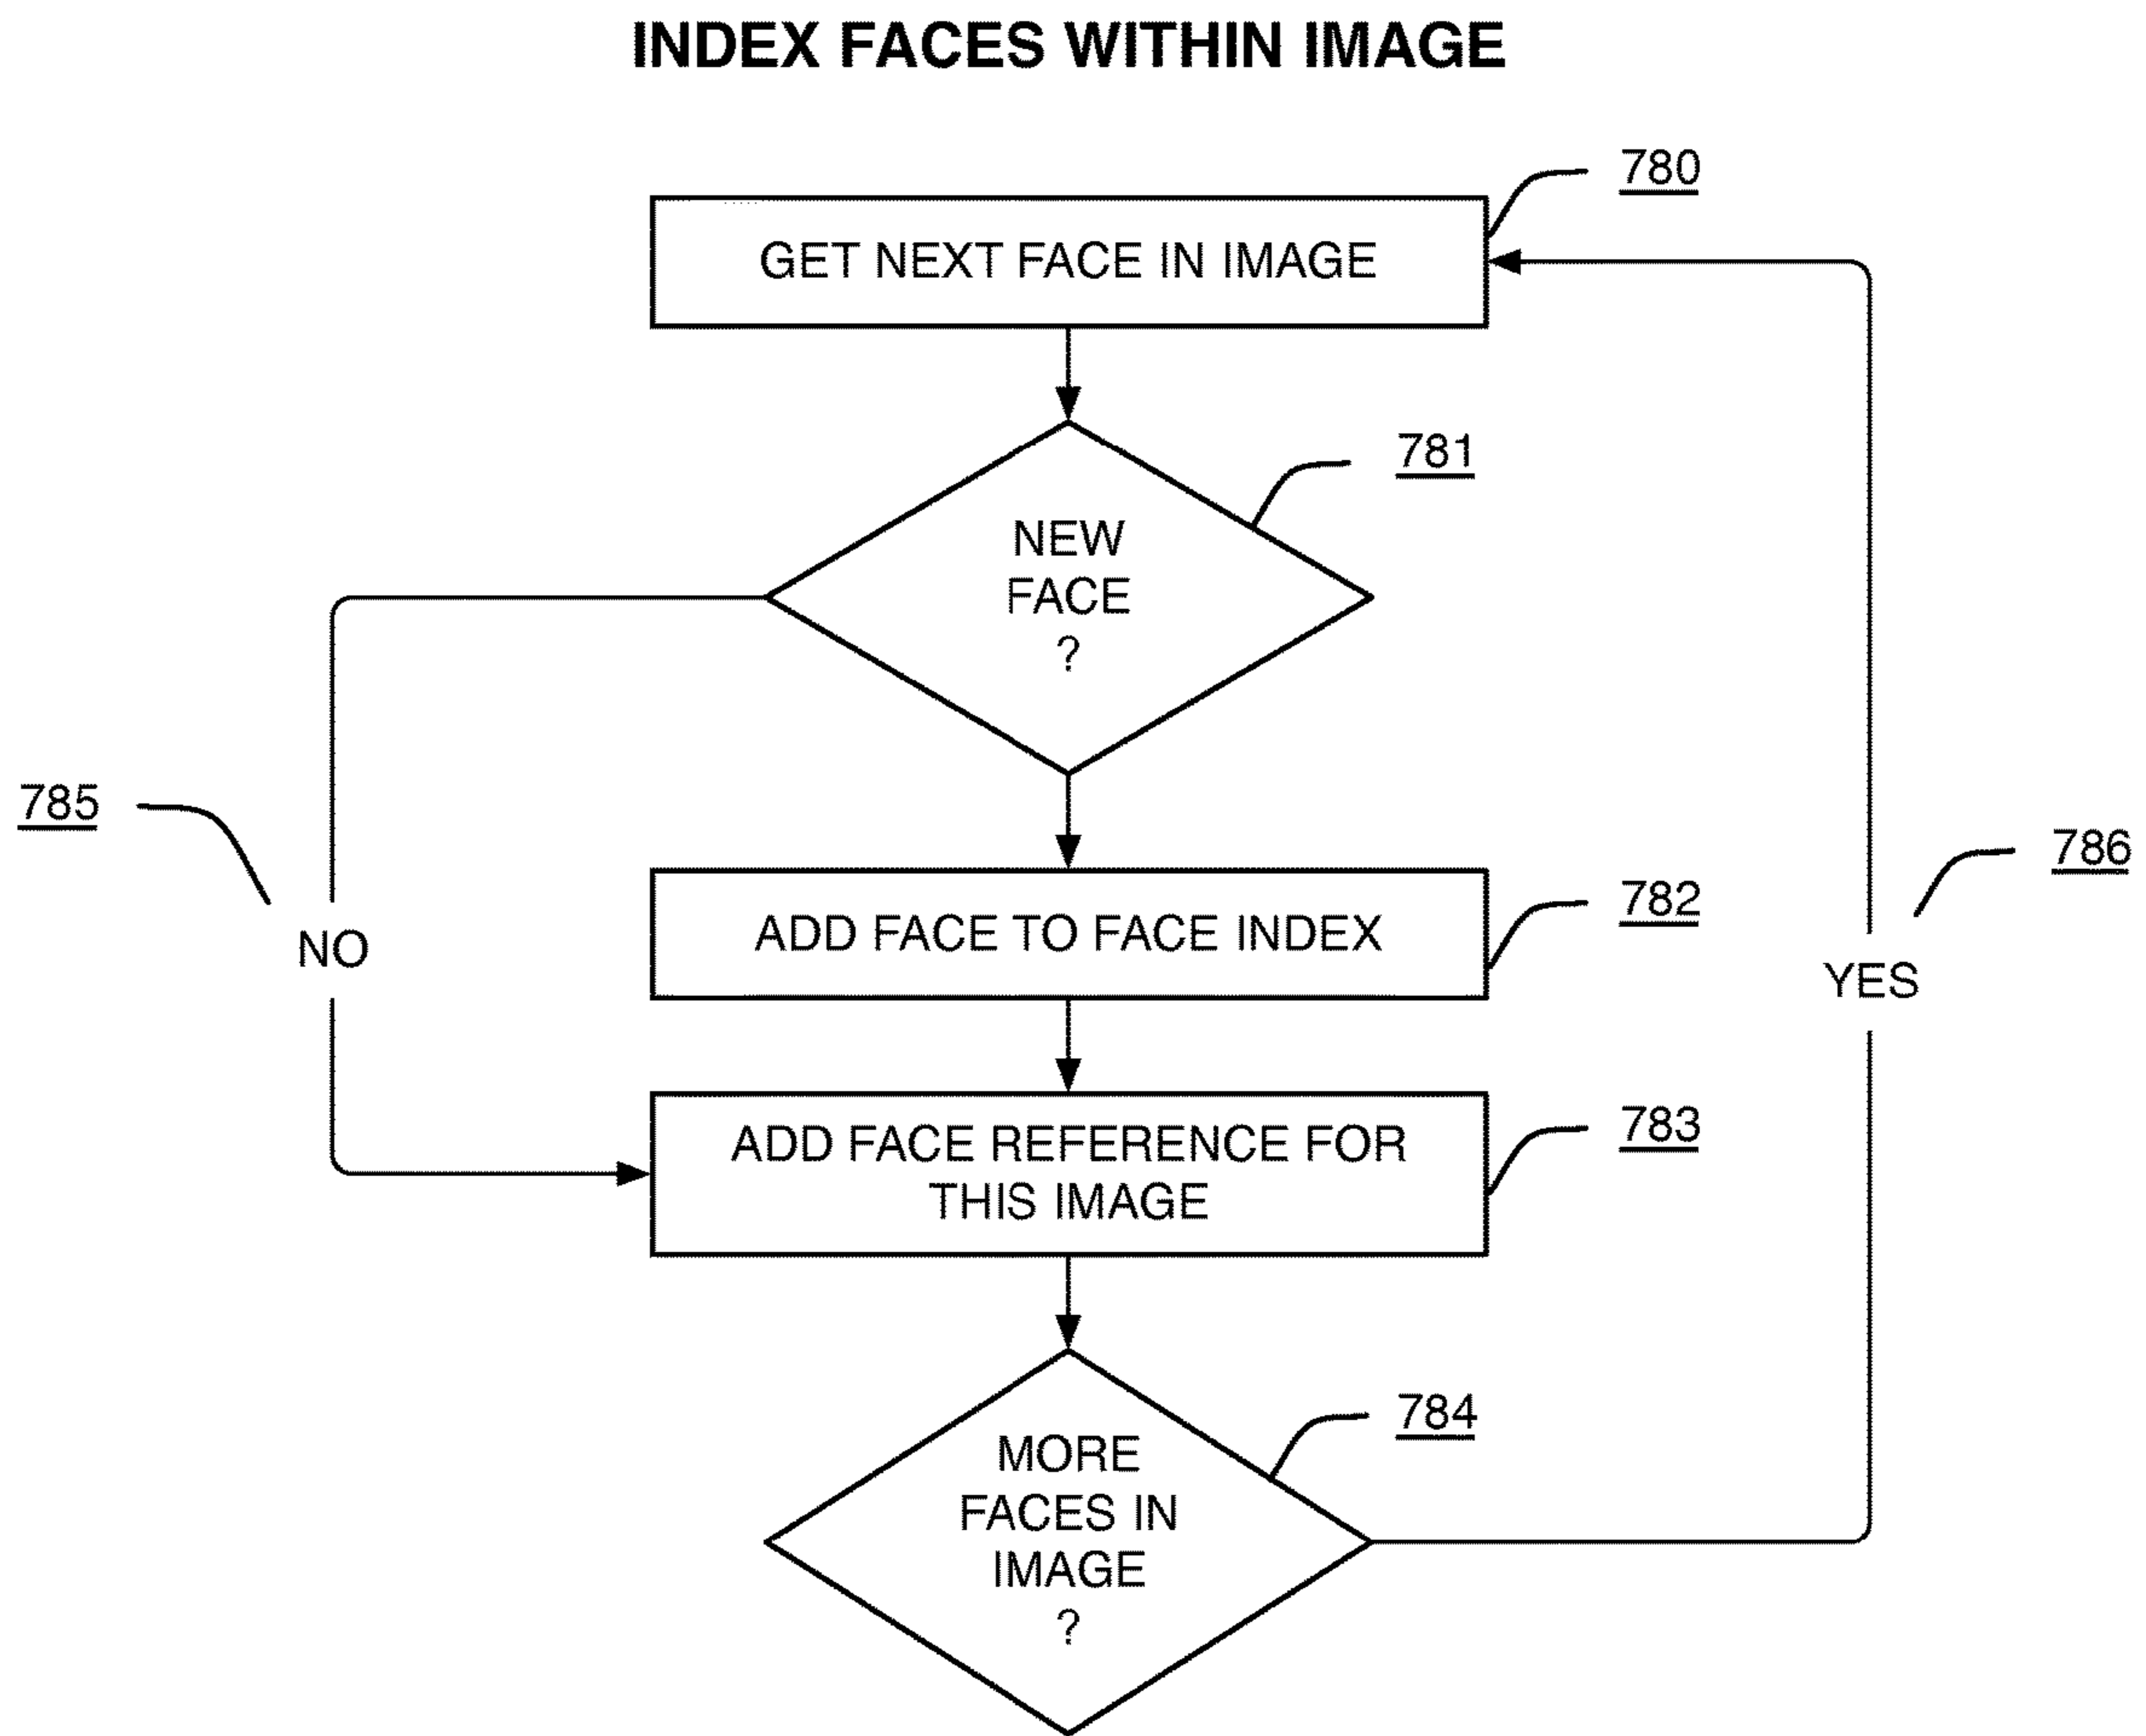 INDEX FACES WITHIN IMAGE
780
GET NEXT FACE IN IMAGE
781
NEW
FACE
?
785
786
782
ADD FACE TO FACE INDEX
NO
YES
783
ADD FACE REFERENCE FOR
THIS IMAGE
784
MORE
FACES IN
IMAGE
?